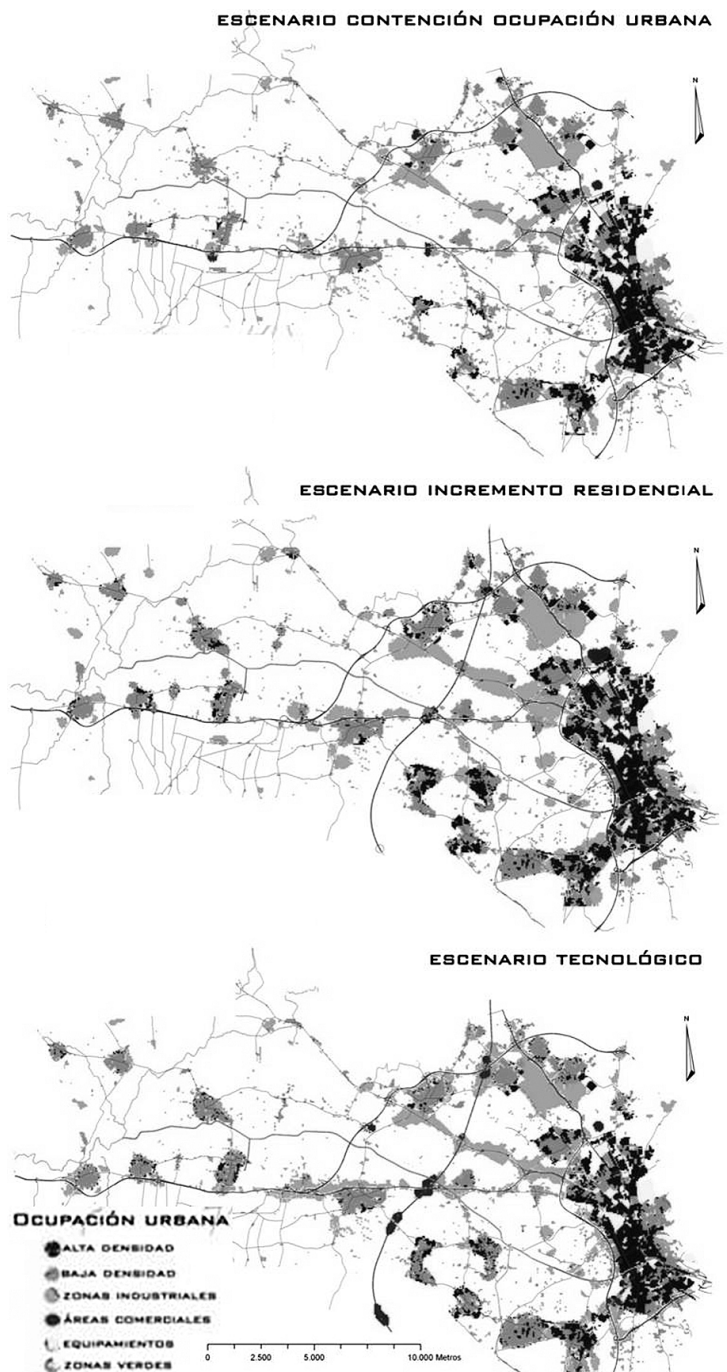 ESCENARIO CONTENCIÓN OCUPACIÓN URBANA
N
ESCENARIO INCREMENTO RESIDENCIAL
N
ESCENARIO TECNOLÓGICO
N
OCUPACIÓN URBANA
ALTA DENSIDAD
BAJA DENSIDAD
ZONAS INDUSTRIALES
ÁREAS COMERCIALES
EQUIPAMIENTOS
ZONAS VERDES
0 2.500 5.000 10.000 Metros